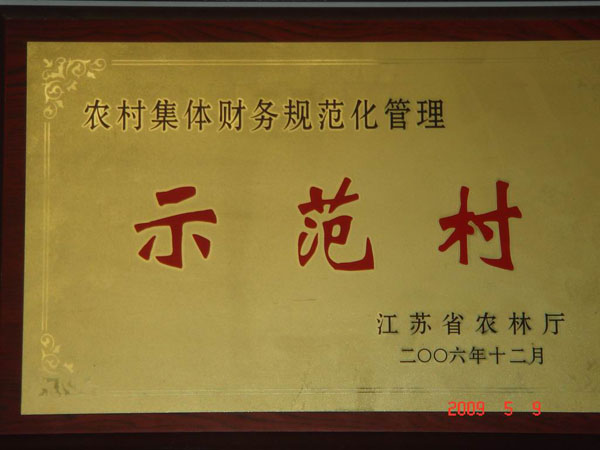 农村集体财务规范化管理
示范村
江苏省农林厅
二〇〇六年十二月
2009 5 9